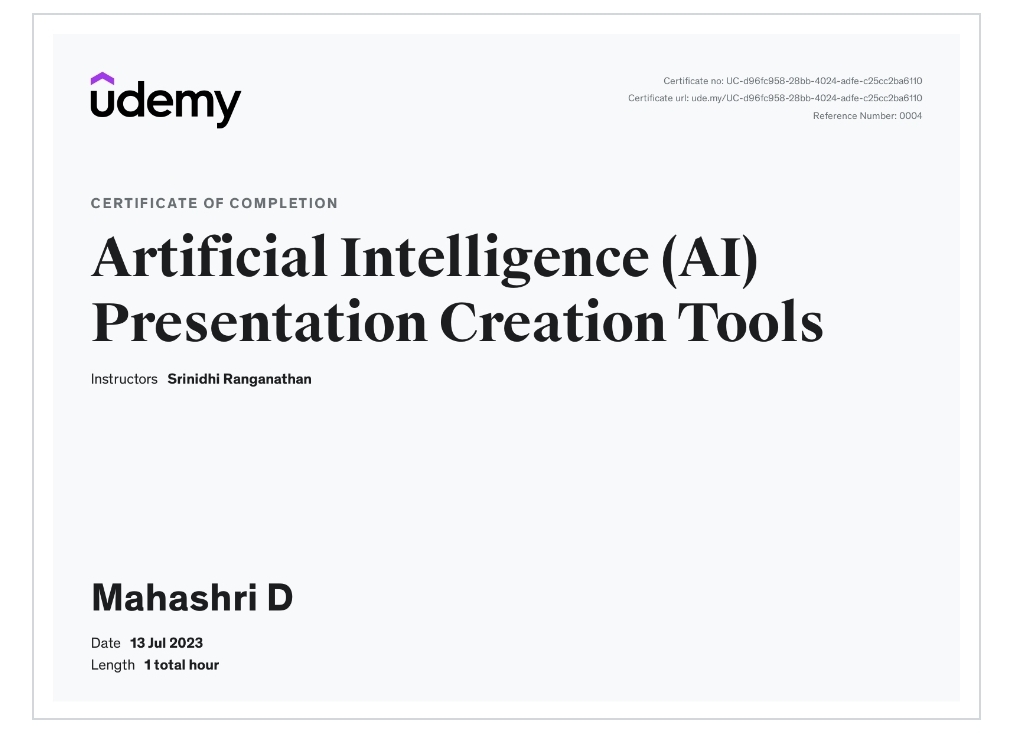 udemy
Certificate no: UC-d96fc958-28bb-4024-adfe-c25cc2ba6110
Certificate url: ude.my/UC-d96fc958-28bb-4024-adfe-c25cc2ba6110
Reference Number: 0004
CERTIFICATE OF COMPLETION
Artificial Intelligence (AI)
Presentation Creation Tools
Instructors Srinidhi Ranganathan
Mahashri D
Date 13 Jul 2023
Length 1 total hour